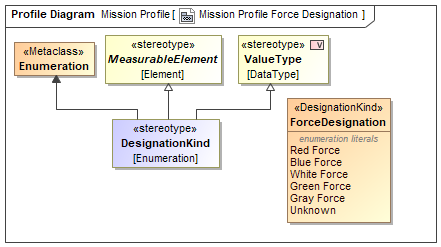 Profile Diagram Mission Profile [ Mission Profile Force Designation ]
«Metaclass»
Enumeration
«stereotype»
MeasurableElement
[Element]
«stereotype» V
ValueType
[DataType]
«stereotype»
DesignationKind
[Enumeration]
«DesignationKind»
ForceDesignation
enumeration literals
Red Force
Blue Force
White Force
Green Force
Gray Force
Unknown